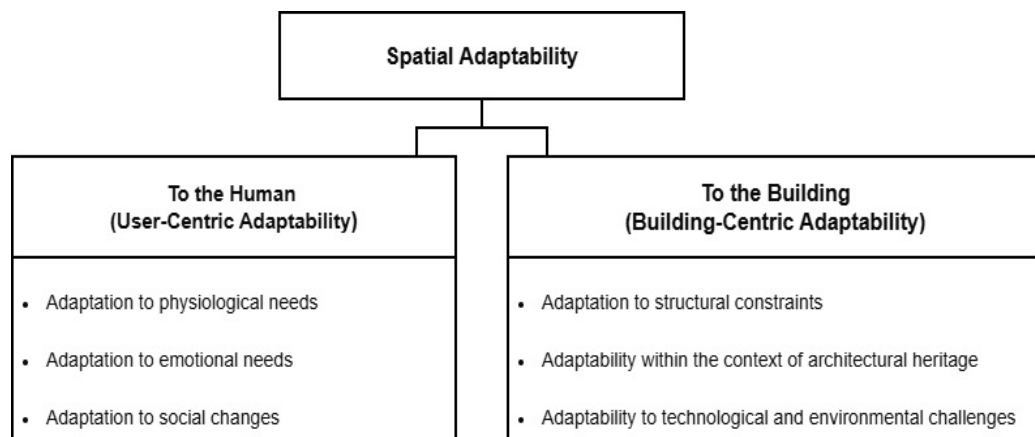 Spatial Adaptability
To the Human
(User-Centric Adaptability)
• Adaptation to physiological needs
• Adaptation to emotional needs
• Adaptation to social changes
To the Building
(Building-Centric Adaptability)
• Adaptation to structural constraints
• Adaptability within the context of architectural heritage
• Adaptability to technological and environmental challenges